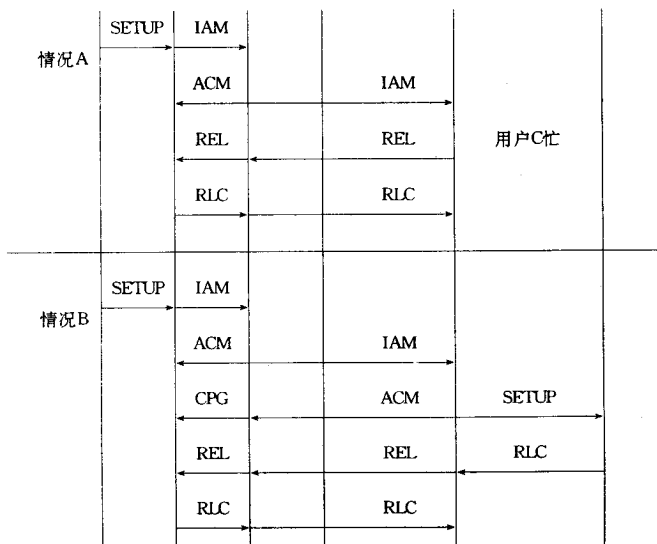 SETUP IAM
情况A
ACM IAM
REL REL 用户C忙
RLC RLC
SETUP IAM
情况B
ACM IAM
CPG ACM SETUP
REL REL RLC
RLC RLC